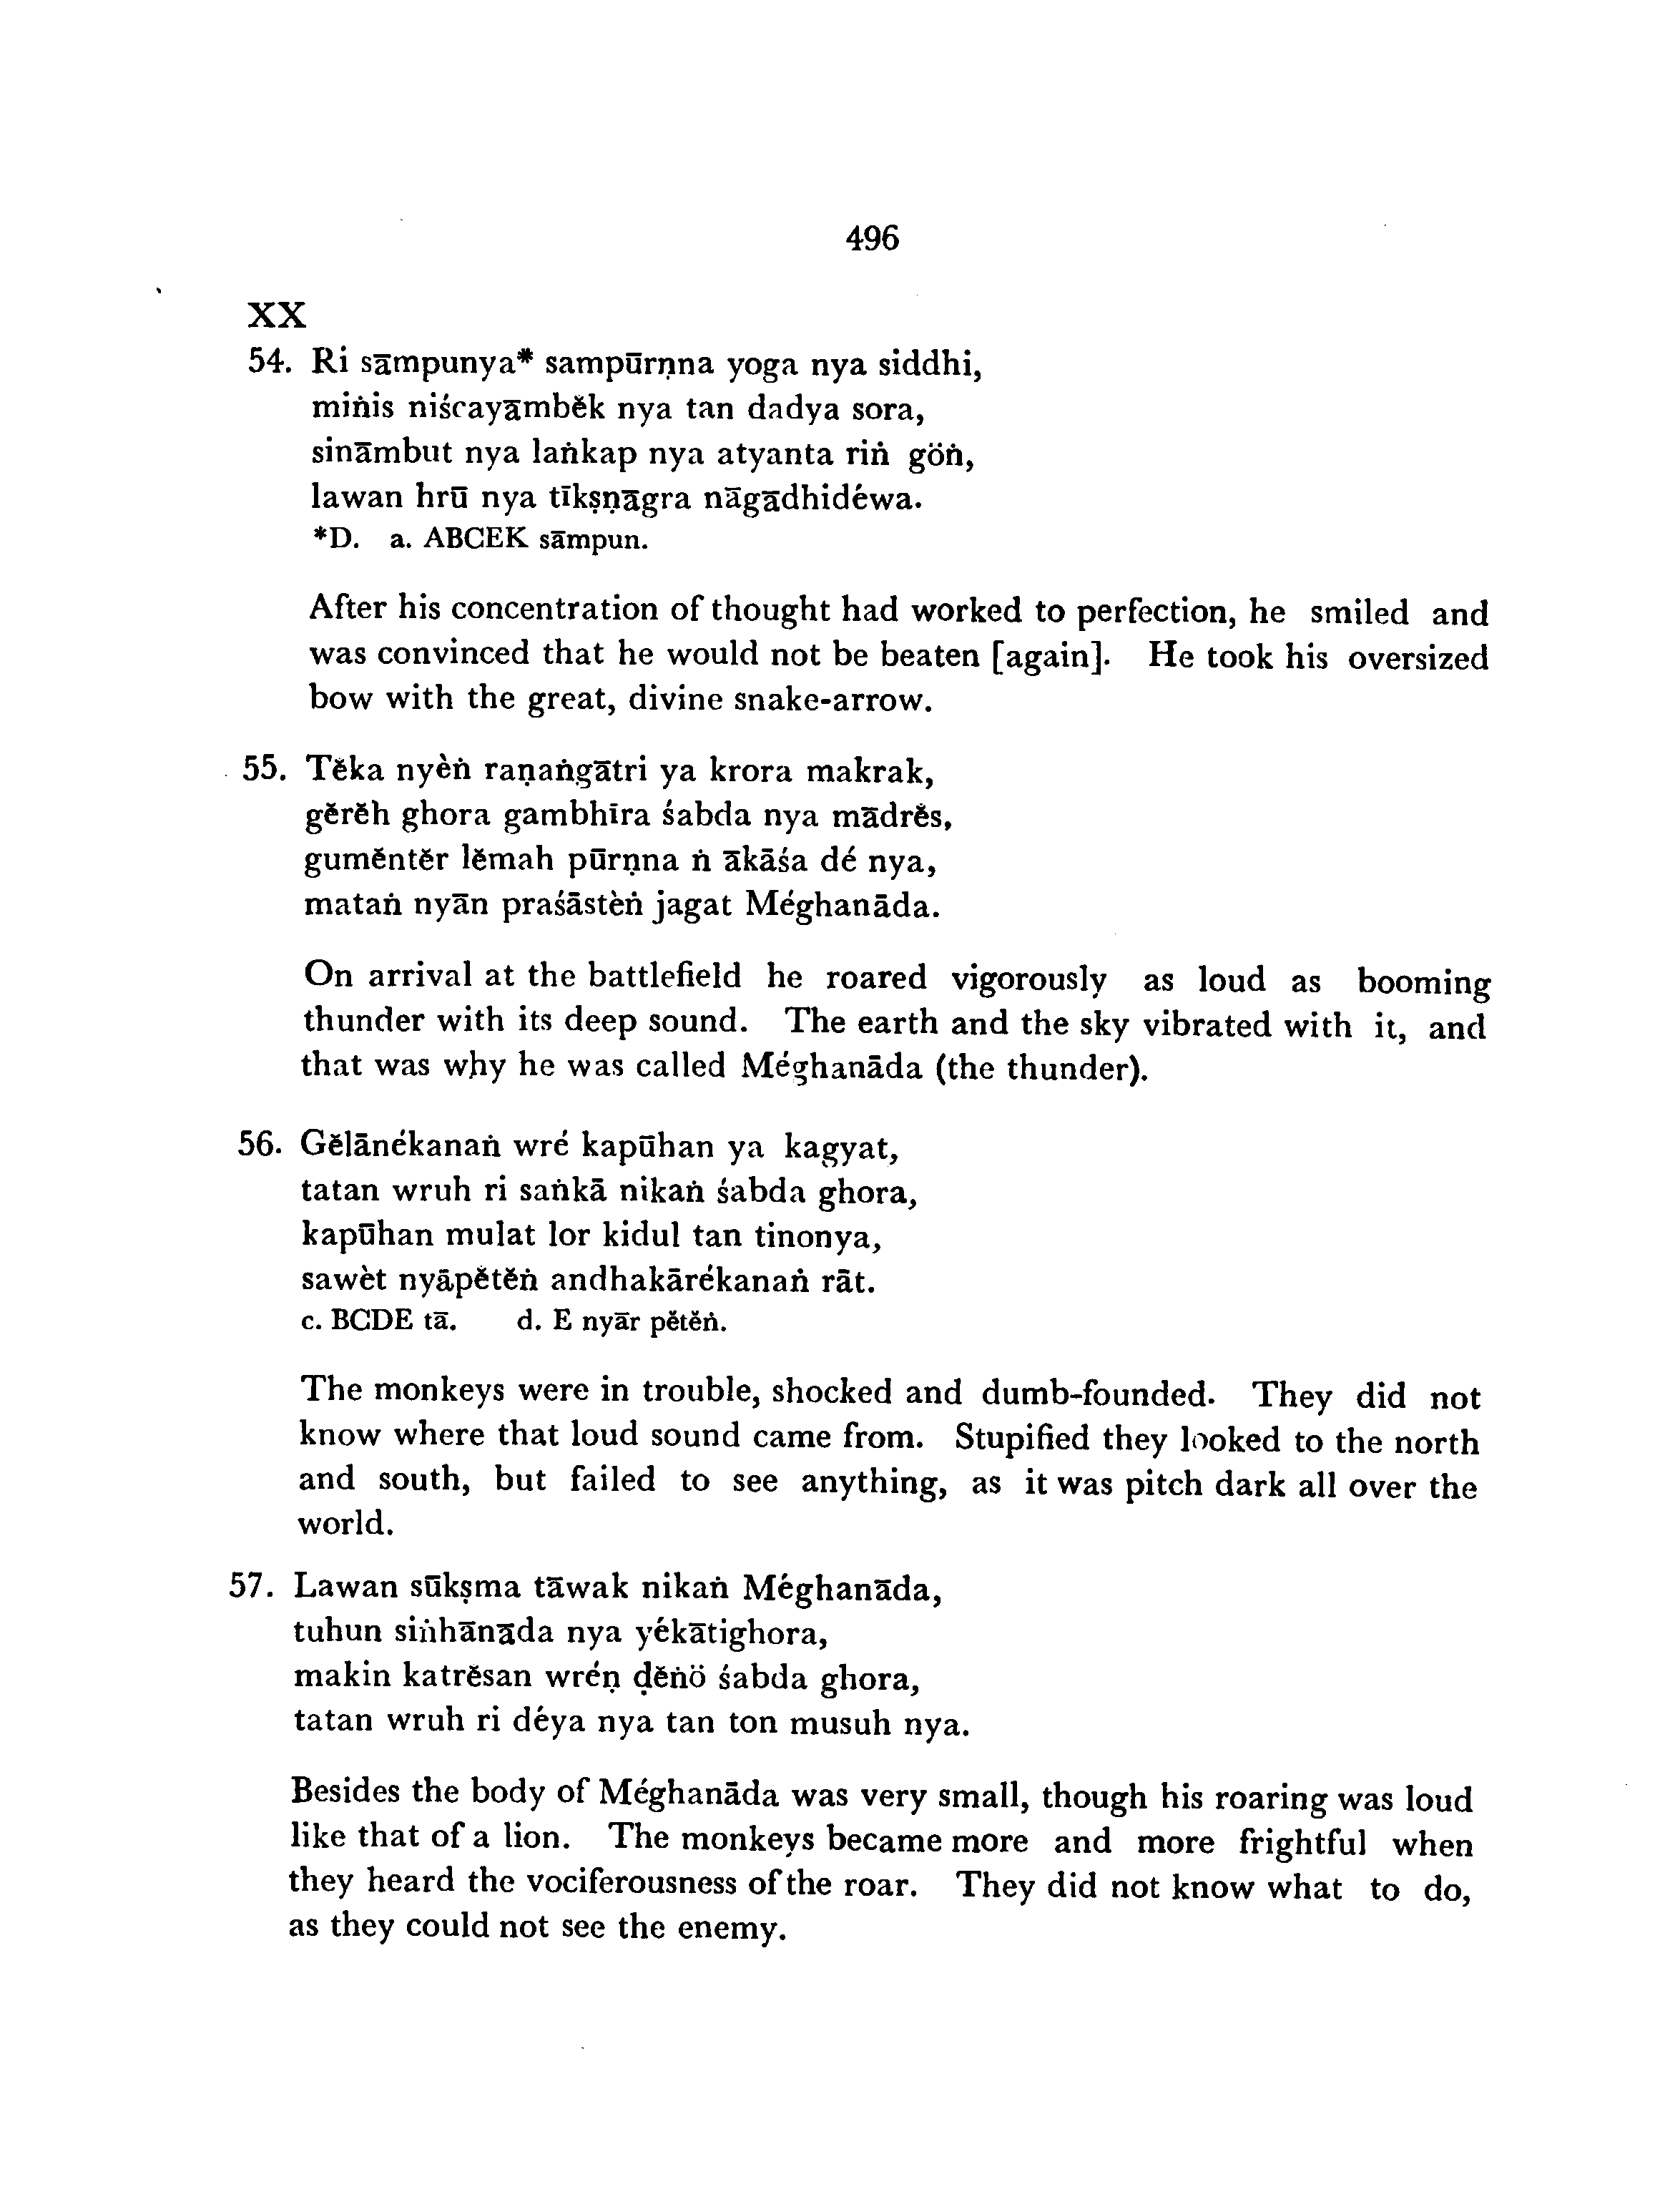 496
XX
54. Ri sāmpunya* sampūrṇna yoga nya siddhi,
miṅis niścayāmběk nya tan dadya sora,
sināmbut nya laṅkap nya atyanta riṅ göṅ,
lawan hrū nya tīkṣṇāgra nāgādhidéwa.
*D. a. ABCEK sāmpun.
After his concentration of thought had worked to perfection, he smiled and
was convinced that he would not be beaten [again]. He took his oversized
bow with the great, divine snake-arrow.
55. Těka nyèṅ raṇaṅgātri ya krora makrak,
gěrěh ghora gambhīra śabda nya mādrěs,
guměntěr lěmah pūrṇna ṅ ākāśa dé nya,
mataṅ nyān praśāstèṅ jagat Méghanāda.
On arrival at the battlefield he roared vigorously as loud as booming
thunder with its deep sound. The earth and the sky vibrated with it, and
that was why he was called Méghanāda (the thunder).
56. Gělānékanaṅ wré kapūhan ya kagyat,
tatan wruh ri saṅkā nikaṅ śabda ghora,
kapūhan mulat lor kidul tan tinonya,
sawèt nyāpětěṅ andhakārékanaṅ rāt.
c. BCDE tā. d. E nyār pětěṅ.
The monkeys were in trouble, shocked and dumb-founded. They did not
know where that loud sound came from. Stupified they looked to the north
and south, but failed to see anything, as it was pitch dark all over the
world.
57. Lawan sūkṣma tāwak nikaṅ Méghanāda,
tuhun siṅhānāda nya yékātighora,
makin katrěsan wréṇ ḍěṅö śabda ghora,
tatan wruh ri déya nya tan ton musuh nya.
Besides the body of Méghanāda was very small, though his roaring was loud
like that of a lion. The monkeys became more and more frightful when
they heard the vociferousness of the roar. They did not know what to do,
as they could not see the enemy.